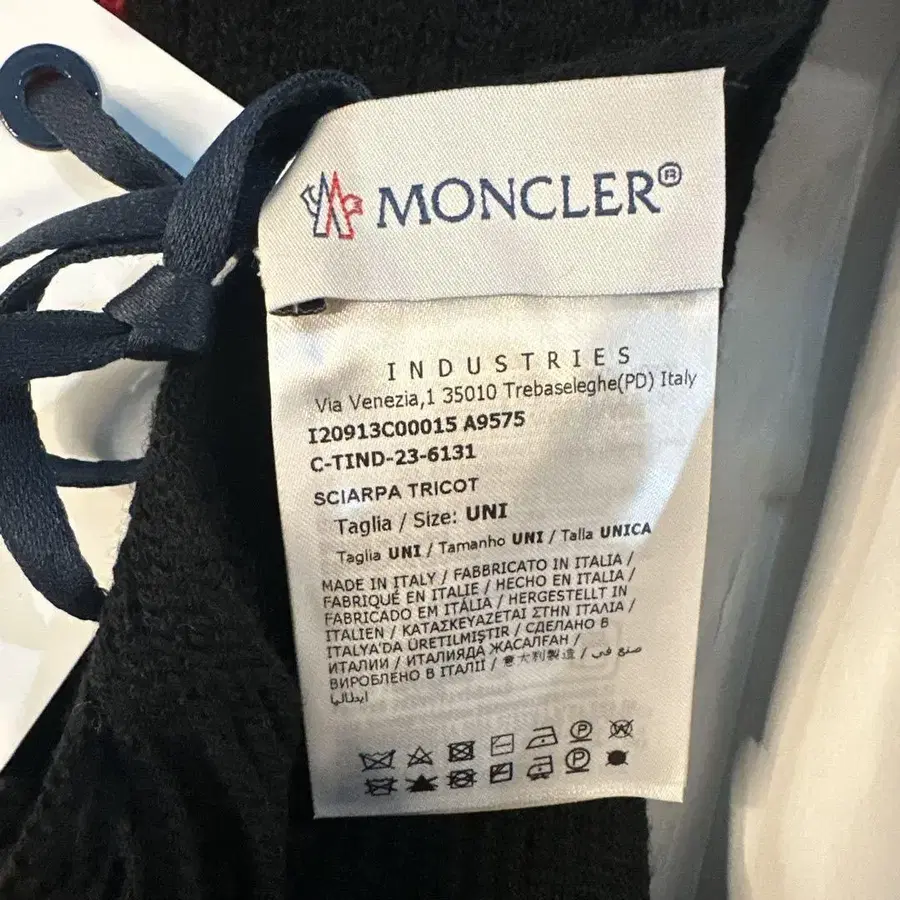 MONCLER®
INDUSTRIES
Via Venezia,1 35010 Trebaseleghe(PD) Italy
I20913C00015 A9575
C-TIND-23-6131
SCIARPA TRICOT
Taglia / Size: UNI
Taglia UNI / Tamanho UNI / Talla UNICA
MADE IN ITALY / FABBRICATO IN ITALIA /
FABRIQUÉ EN ITALIE / HECHO EN ITALIA /
FABRICADO EM ITÁLIA / HERGESTELLT IN
ITALIEN / ΚΑΤΑΣΚΕΥΑΖΕΤΑΙ ΣΤΗΝ ΙΤΑΛΙΑ /
ITALYA'DA ÜRETILMIŞTIR / СДЕЛАНО В
ИТАЛИИ / ИТАЛИЯДА ЖАСАЛҒАН /
ВИРОБЛЕНО В ІТАЛІЇ / 意大利製造 / صنع في
ايطاليا